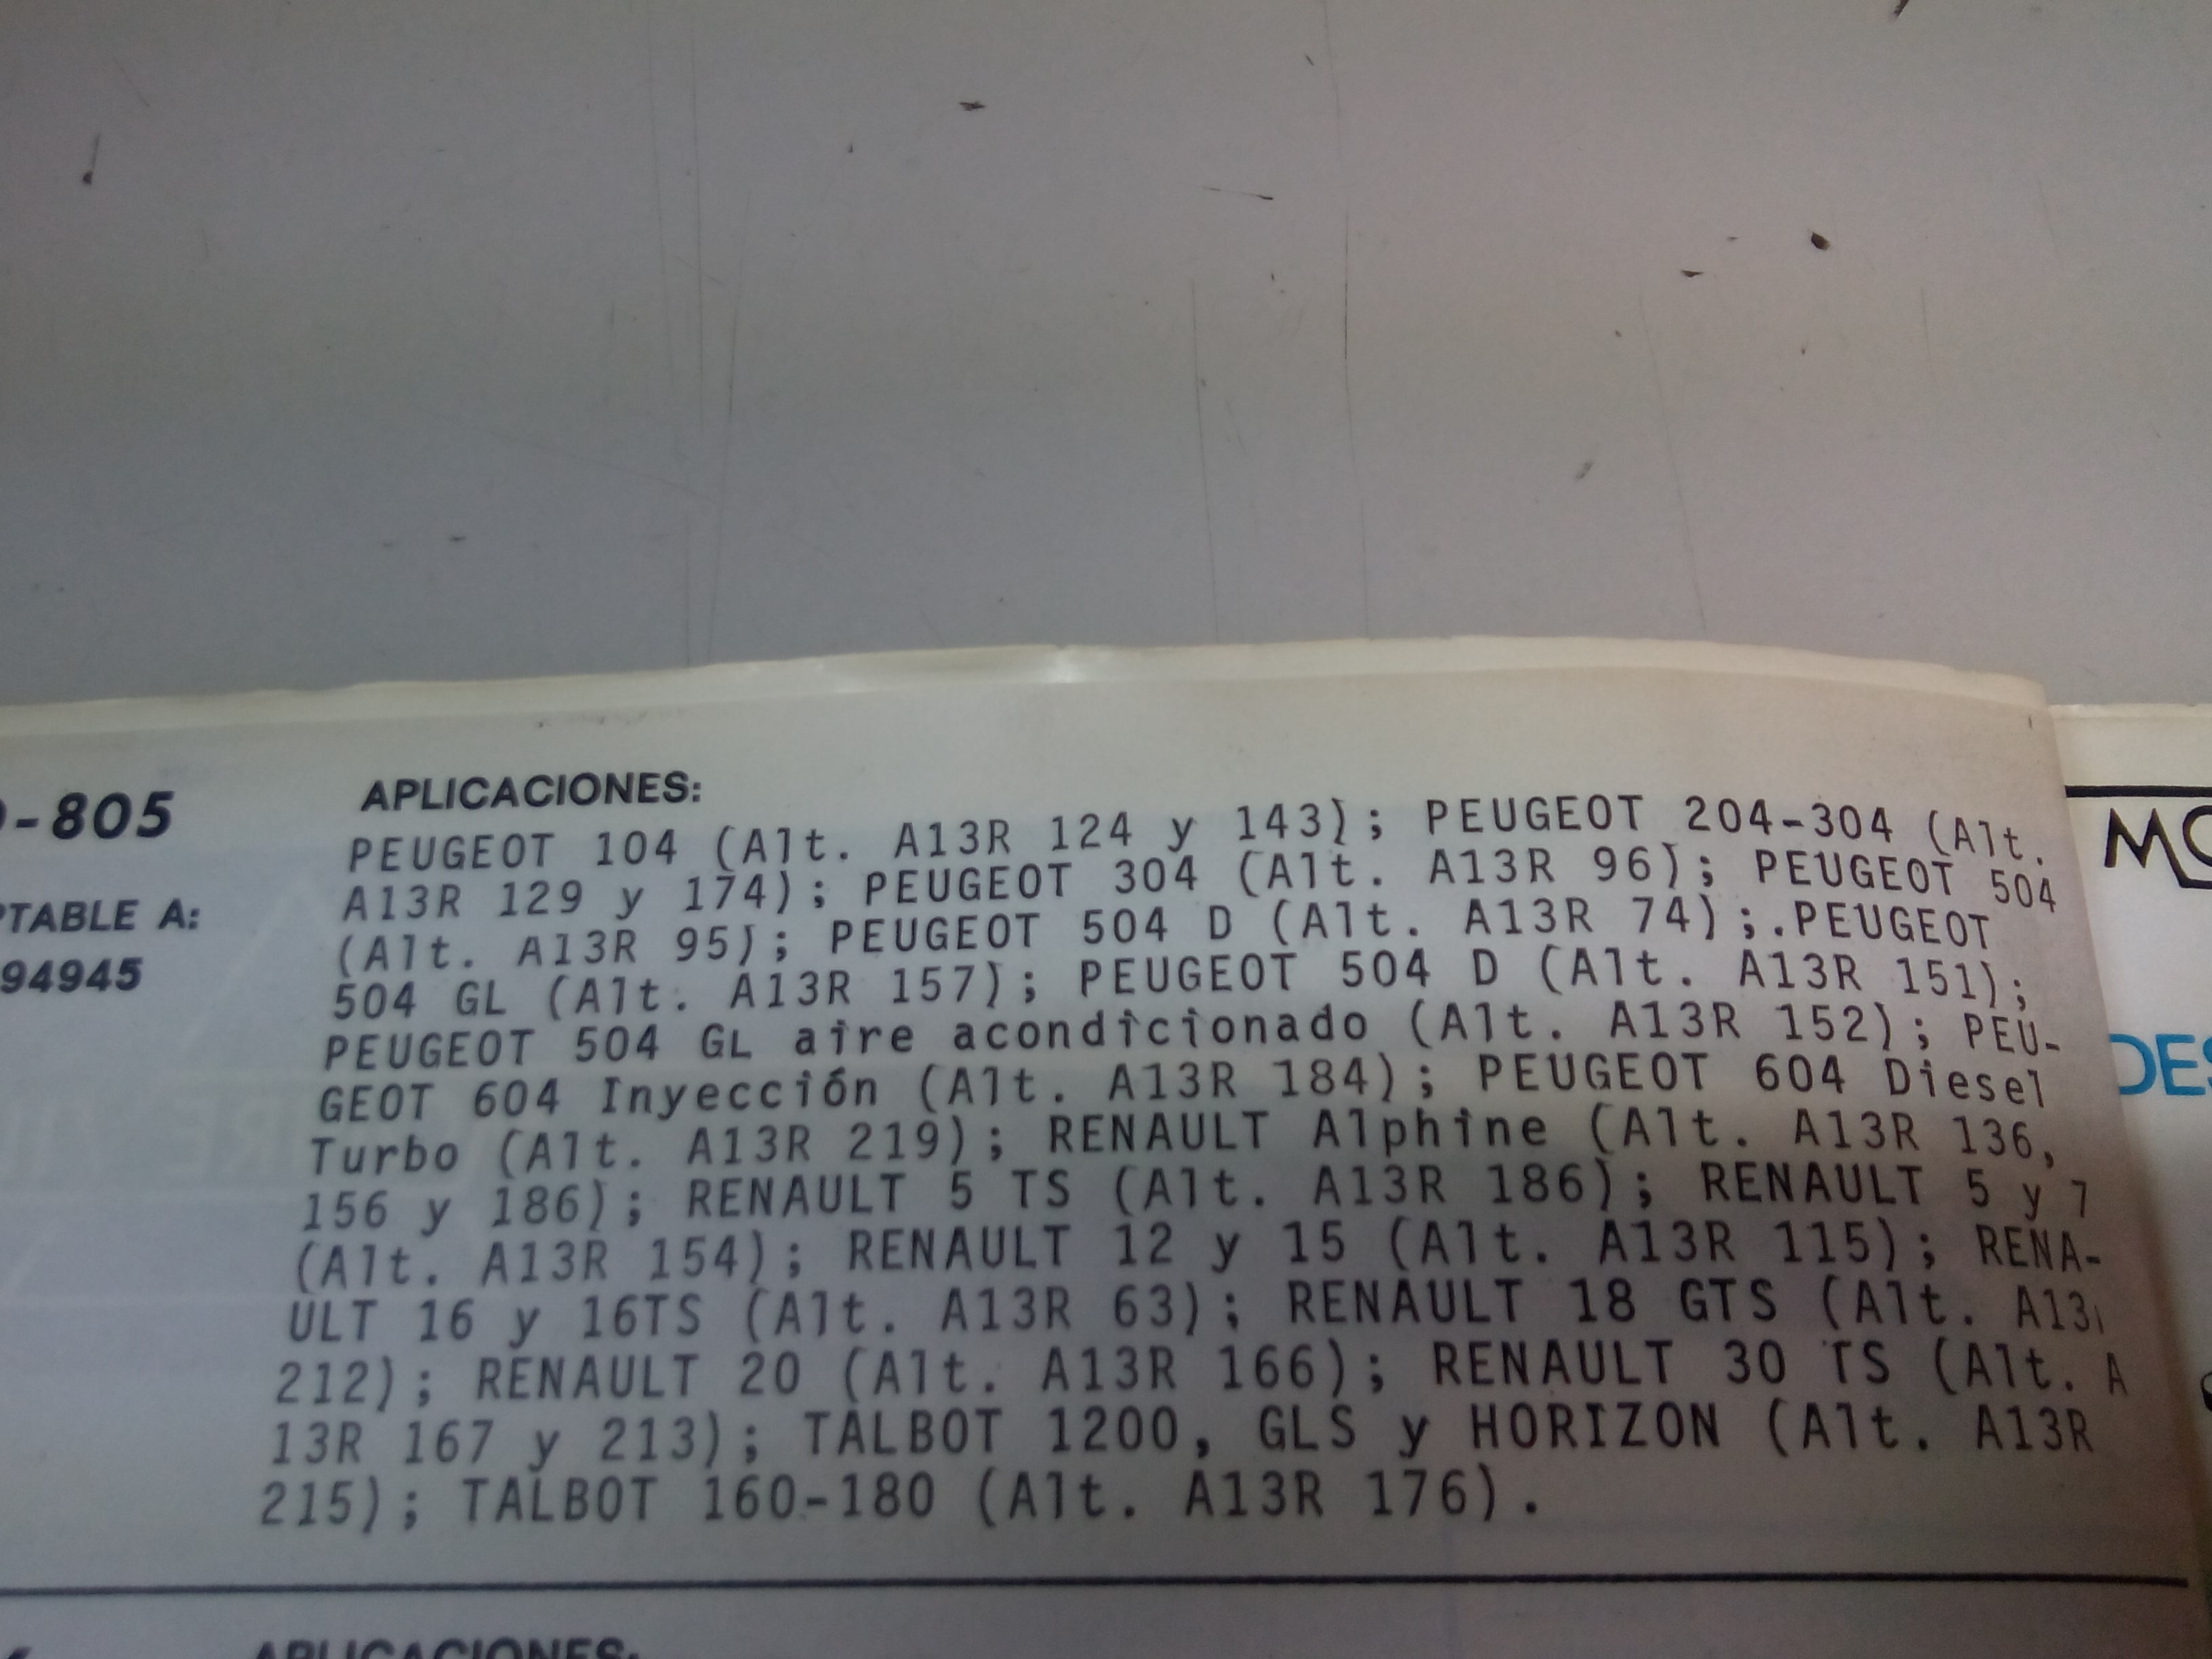 -805
APLICACIONES:
PEUGEOT 104 (Alt. A13R 124 y 143); PEUGEOT 204-304 (Alt.
A13R 129 y 174); PEUGEOT 304 (Alt. A13R 96); PEUGEOT 504
(Alt. A13R 95); PEUGEOT 504 D (Alt. A13R 74);.PEUGEOT
504 GL (Alt. A13R 157); PEUGEOT 504 D (Alt. A13R 151);
PEUGEOT 504 GL aire acondicionado (Alt. A13R 152); PEU-
GEOT 604 Inyección (Alt. A13R 184); PEUGEOT 604 Diesel
Turbo (Alt. A13R 219); RENAULT Alphine (Alt. A13R 136,
156 y 186); RENAULT 5 TS (Alt. A13R 186); RENAULT 5 y 7
(Alt. A13R 154); RENAULT 12 y 15 (Alt. A13R 115); RENA-
ULT 16 y 16TS (Alt. A13R 63); RENAULT 18 GTS (Alt. A13
212); RENAULT 20 (Alt. A13R 166); RENAULT 30 TS (Alt. A
13R 167 y 213); TALBOT 1200, GLS y HORIZON (Alt. A13R
215); TALBOT 160-180 (Alt. A13R 176).
PTABLE A:
94945
MO
DES
APLICACIONES: